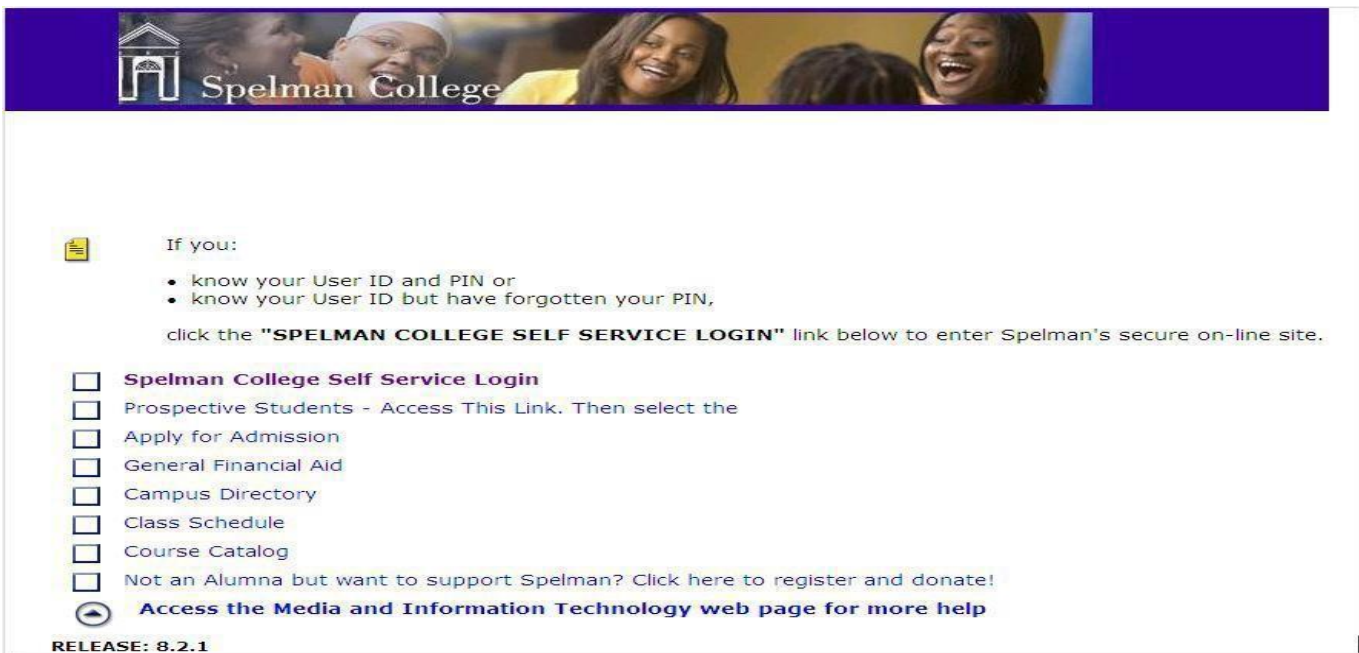 Spelman College
If you:
• know your User ID and PIN or
• know your User ID but have forgotten your PIN,
click the "SPELMAN COLLEGE SELF SERVICE LOGIN" link below to enter Spelman's secure on-line site.
Spelman College Self Service Login
Prospective Students - Access This Link. Then select the
Apply for Admission
General Financial Aid
Campus Directory
Class Schedule
Course Catalog
Not an Alumna but want to support Spelman? Click here to register and donate!
Access the Media and Information Technology web page for more help
RELEASE: 8.2.1